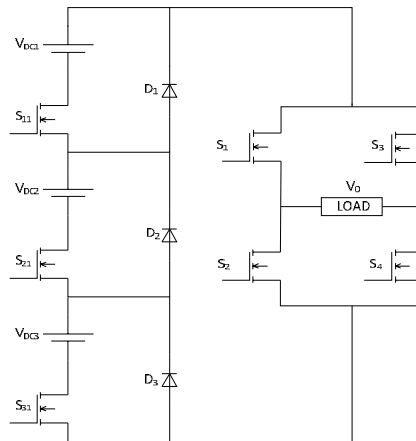 V_DC1
S_11
D_1
V_DC2
S_21
D_2
V_DC3
S_31
D_3
S_1
S_3
V_0
LOAD
S_2
S_4